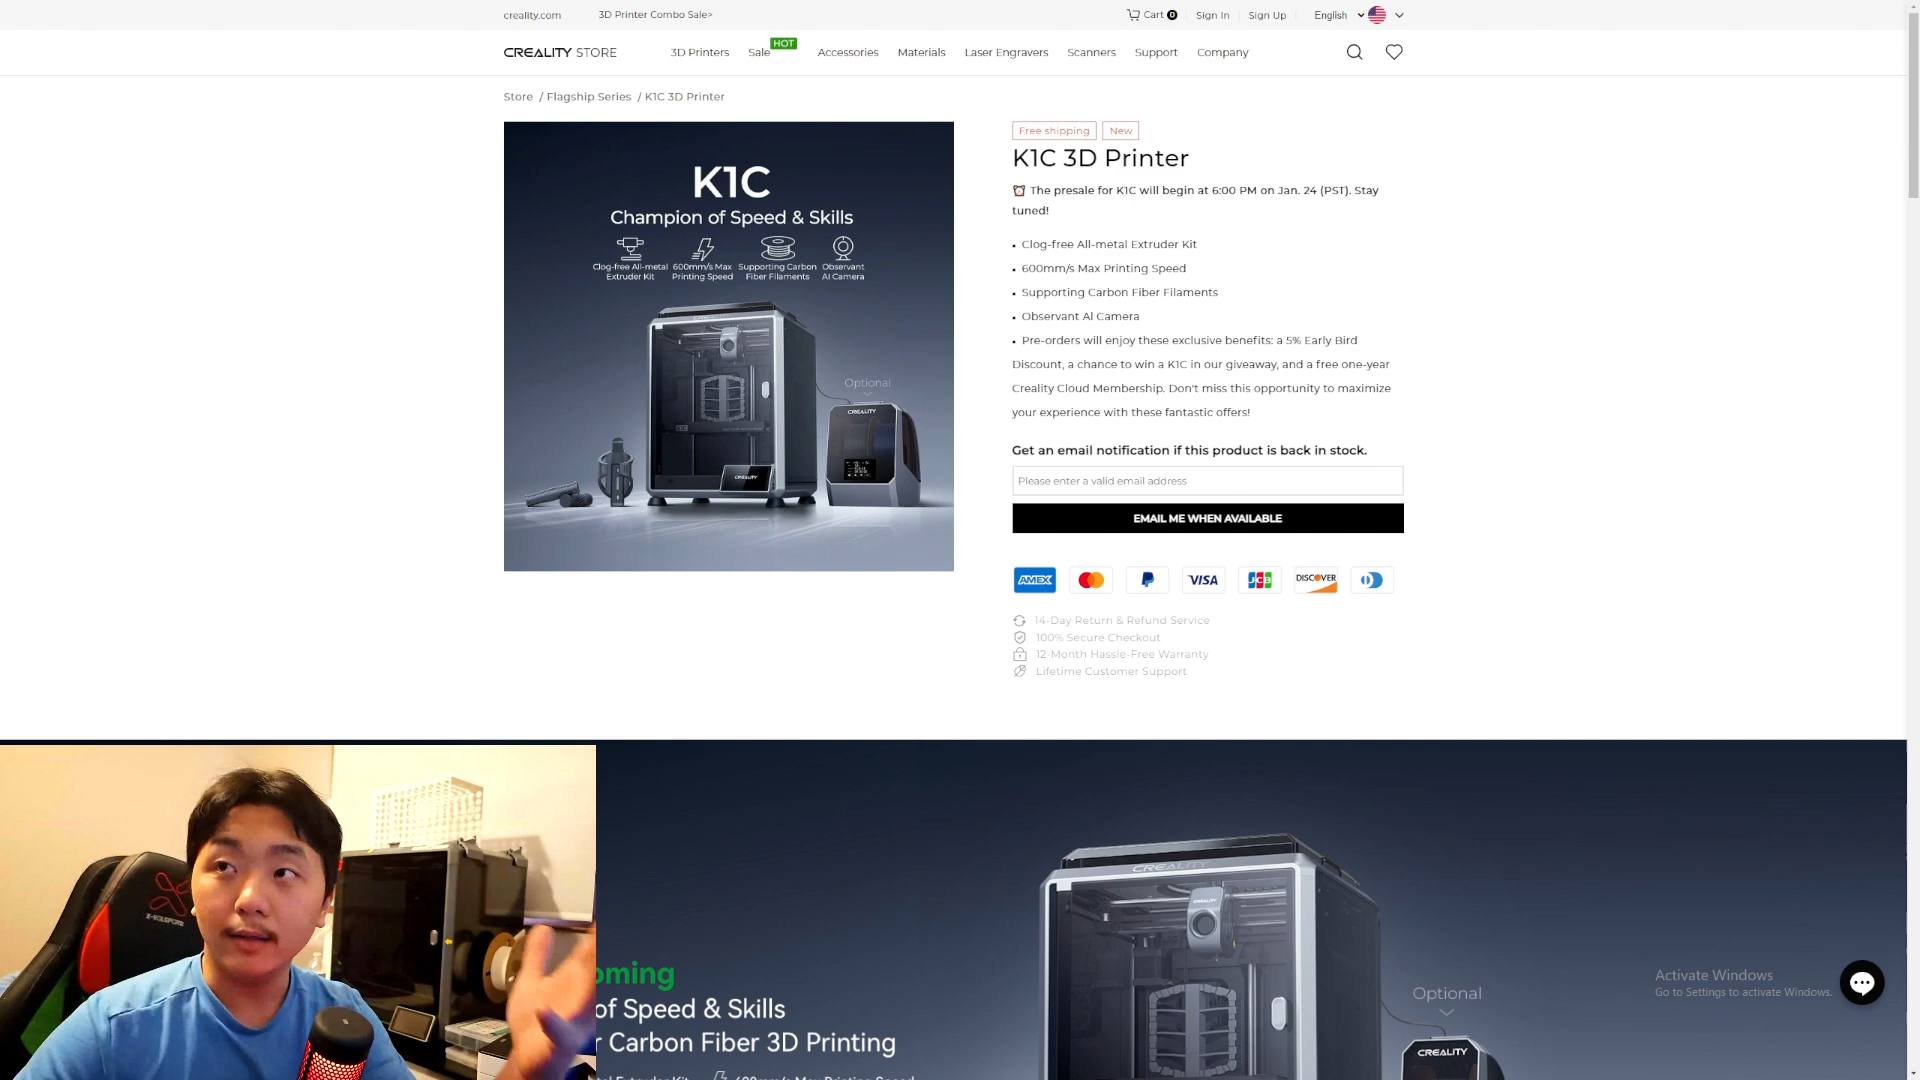 creality.com
3D Printer Combo Sale>
Cart 0
Sign In
Sign Up
English
CREALITY STORE
3D Printers
Sale
HOT
Accessories
Materials
Laser Engravers
Scanners
Support
Company
Store / Flagship Series / K1C 3D Printer
K1C
Champion of Speed & Skills
Clog-free All-metal
Extruder Kit
600mm/s Max
Printing Speed
Supporting Carbon
Fiber Filaments
Observant
AI Camera
Optional
CREALITY
CREALITY
Free shipping
New
K1C 3D Printer
The presale for K1C will begin at 6:00 PM on Jan. 24 (PST). Stay
tuned!
• Clog-free All-metal Extruder Kit
• 600mm/s Max Printing Speed
• Supporting Carbon Fiber Filaments
• Observant AI Camera
• Pre-orders will enjoy these exclusive benefits: a 5% Early Bird
Discount, a chance to win a K1C in our giveaway, and a free one-year
Creality Cloud Membership. Don't miss this opportunity to maximize
your experience with these fantastic offers!
Get an email notification if this product is back in stock.
Please enter a valid email address
EMAIL ME WHEN AVAILABLE
AMEX
VISA
JCB
DISCOVER
14-Day Return & Refund Service
100% Secure Checkout
12-Month Hassle-Free Warranty
Lifetime Customer Support
CREALITY
CREALITY
oming
of Speed & Skills
r Carbon Fiber 3D Printing
tal Extruder Kit
600mm/s Max Printing Speed
Optional
CREALITY
Activate Windows
Go to Settings to activate Windows.